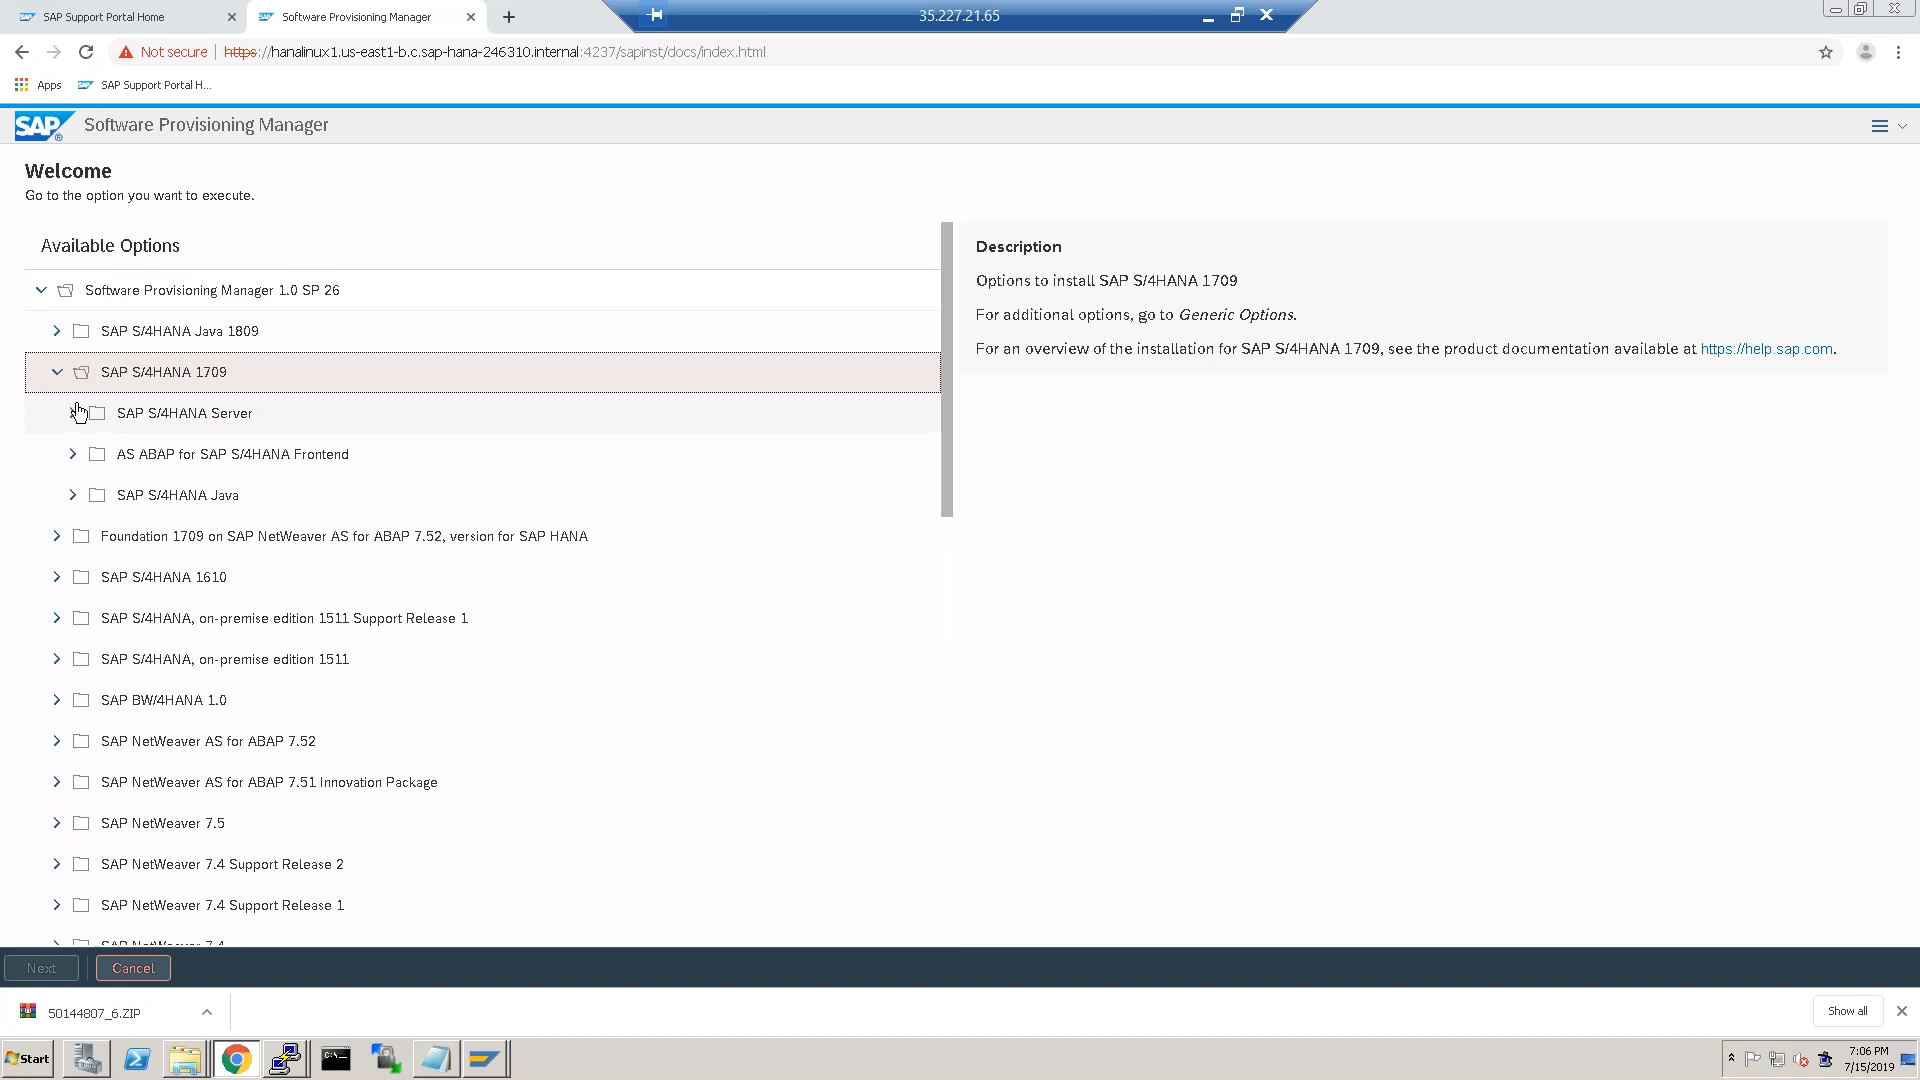 SAP Support Portal Home
Software Provisioning Manager
35.227.21.65
Not secure
https://hanalinux1.us-east1-b.c.sap-hana-246310.internal:4237/sapinst/docs/index.html
Apps
SAP Support Portal H...
SAP
Software Provisioning Manager
Welcome
Go to the option you want to execute.
Available Options
Software Provisioning Manager 1.0 SP 26
SAP S/4HANA Java 1809
SAP S/4HANA 1709
SAP S/4HANA Server
AS ABAP for SAP S/4HANA Frontend
SAP S/4HANA Java
Foundation 1709 on SAP NetWeaver AS for ABAP 7.52, version for SAP HANA
SAP S/4HANA 1610
SAP S/4HANA, on-premise edition 1511 Support Release 1
SAP S/4HANA, on-premise edition 1511
SAP BW/4HANA 1.0
SAP NetWeaver AS for ABAP 7.52
SAP NetWeaver AS for ABAP 7.51 Innovation Package
SAP NetWeaver 7.5
SAP NetWeaver 7.4 Support Release 2
SAP NetWeaver 7.4 Support Release 1
SAP NetWeaver 7.4
Description
Options to install SAP S/4HANA 1709
For additional options, go to Generic Options.
For an overview of the installation for SAP S/4HANA 1709, see the product documentation available at https://help.sap.com.
Next
Cancel
50144807_6.ZIP
Show all
Start
7:06 PM
7/15/2019